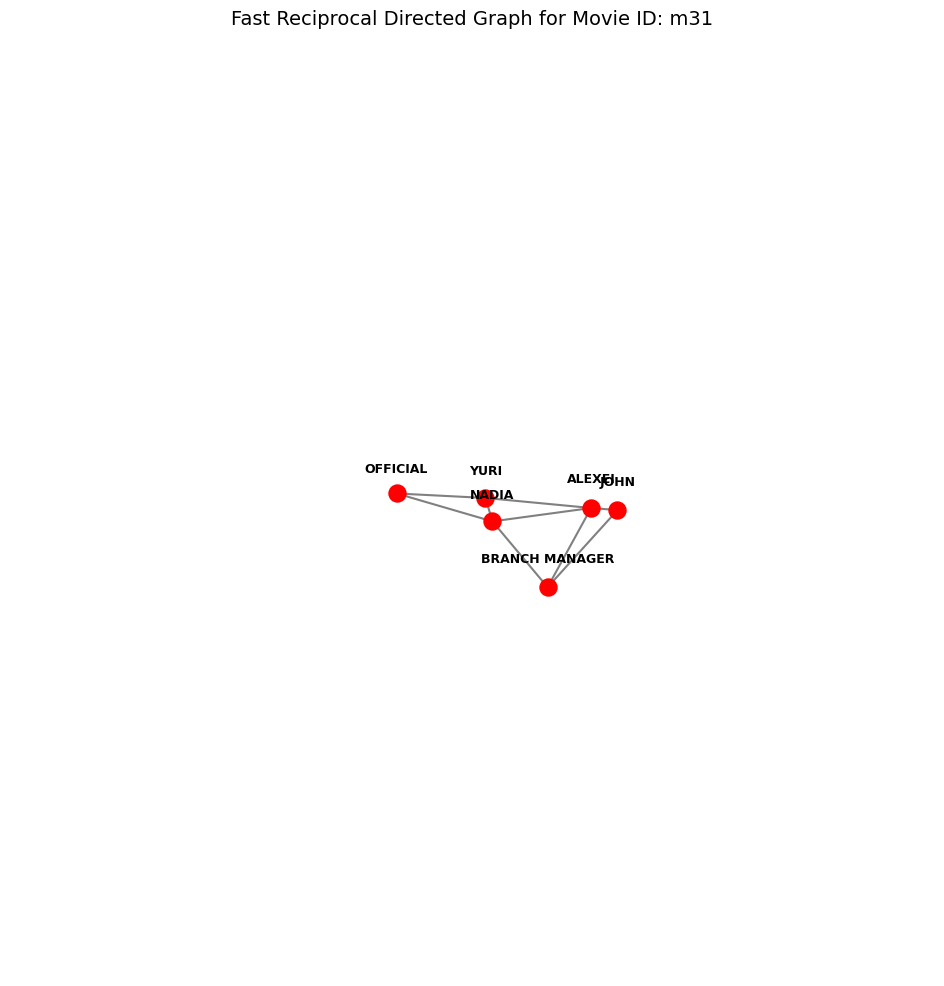 Fast Reciprocal Directed Graph for Movie ID: m31
OFFICIAL
YURI
ALEXEI
JOHN
NADIA
BRANCH MANAGER